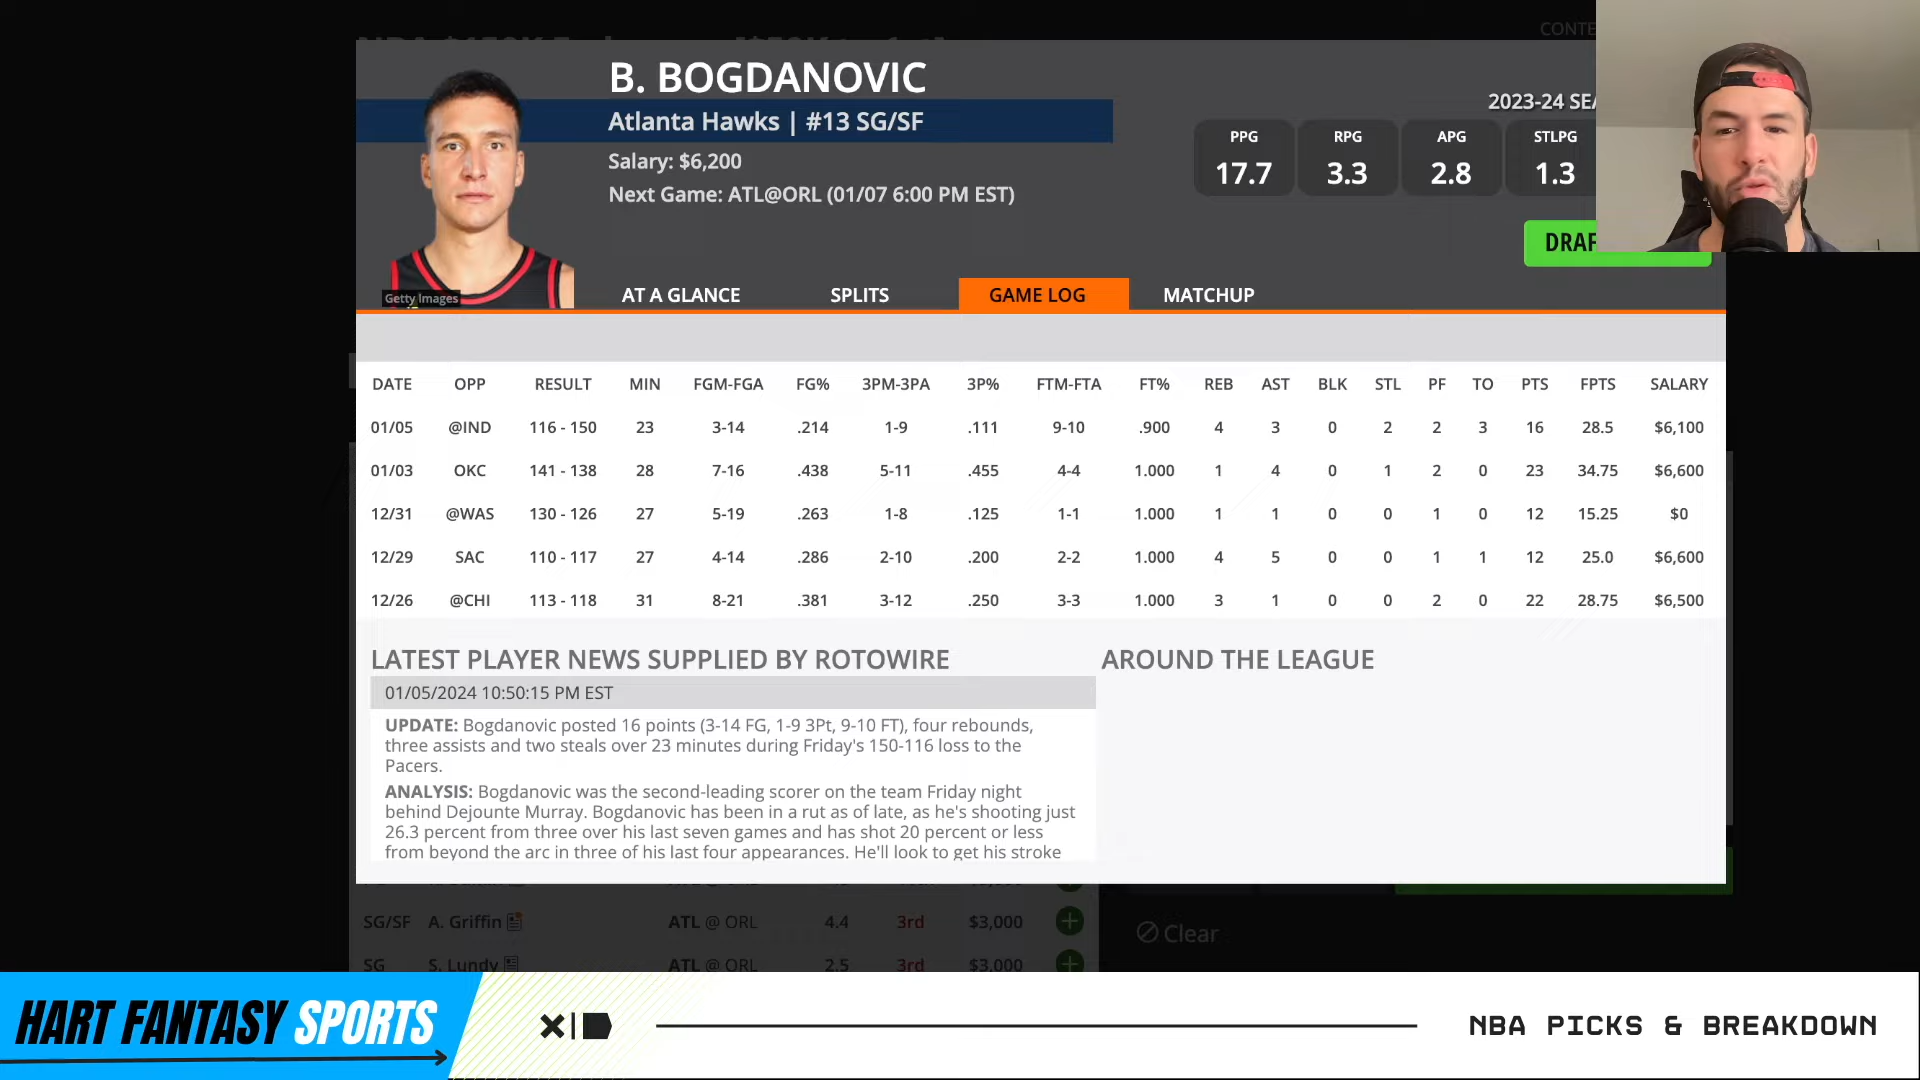 CONTE
B. BOGDANOVIC
Atlanta Hawks | #13 SG/SF
Salary: $6,200
Next Game: ATL@ORL (01/07 6:00 PM EST)
2023-24 SEA
PPG RPG APG STLPG
17.7 3.3 2.8 1.3
DRAF
Getty Images
AT A GLANCE SPLITS GAME LOG MATCHUP
DATE OPP RESULT MIN FGM-FGA FG% 3PM-3PA 3P% FTM-FTA FT% REB AST BLK STL PF TO PTS FPTS SALARY
01/05 @IND 116 - 150 23 3-14 .214 1-9 .111 9-10 .900 4 3 0 2 2 3 16 28.5 $6,100
01/03 OKC 141 - 138 28 7-16 .438 5-11 .455 4-4 1.000 1 4 0 1 2 0 23 34.75 $6,600
12/31 @WAS 130 - 126 27 5-19 .263 1-8 .125 1-1 1.000 1 1 0 0 1 0 12 15.25 $0
12/29 SAC 110 - 117 27 4-14 .286 2-10 .200 2-2 1.000 4 5 0 0 1 1 12 25.0 $6,600
12/26 @CHI 113 - 118 31 8-21 .381 3-12 .250 3-3 1.000 3 1 0 0 2 0 22 28.75 $6,500
LATEST PLAYER NEWS SUPPLIED BY ROTOWIRE
AROUND THE LEAGUE
01/05/2024 10:50:15 PM EST
UPDATE: Bogdanovic posted 16 points (3-14 FG, 1-9 3Pt, 9-10 FT), four rebounds,
three assists and two steals over 23 minutes during Friday's 150-116 loss to the
Pacers.
ANALYSIS: Bogdanovic was the second-leading scorer on the team Friday night
behind Dejounte Murray. Bogdanovic has been in a rut as of late, as he's shooting just
26.3 percent from three over his last seven games and has shot 20 percent or less
from beyond the arc in three of his last four appearances. He'll look to get his stroke
SG/SF A. Griffin ATL @ ORL 4.4 3rd $3,000
Clear
SG S. Lundy ATL @ ORL 2.5 3rd $3,000
HART FANTASY SPORTS
NBA PICKS & BREAKDOWN